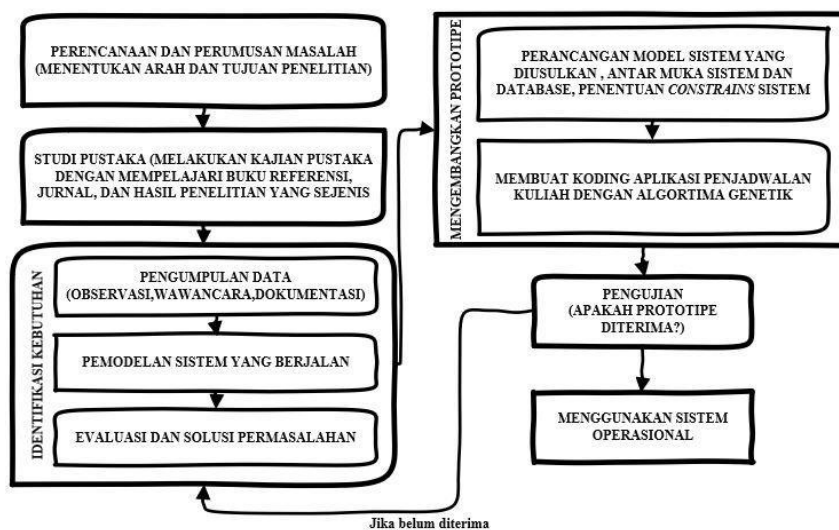 PERENCANAAN DAN PERUMUSAN MASALAH
(MENENTUKAN ARAH DAN TUJUAN PENELITIAN)
STUDI PUSTAKA (MELAKUKAN KAJIAN PUSTAKA
DENGAN MEMPELAJARI BUKU REFERENSI,
JURNAL, DAN HASIL PENELITIAN YANG SEJENIS
IDENTIFIKASI KEBUTUHAN
PENGUMPULAN DATA
(OBSERVASI,WAWANCARA,DOKUMENTASI)
PEMODELAN SISTEM YANG BERJALAN
EVALUASI DAN SOLUSI PERMASALAHAN
MENGEMBANGKAN PROTOTIPE
PERANCANGAN MODEL SISTEM YANG
DIUSULKAN , ANTAR MUKA SISTEM DAN
DATABASE, PENENTUAN CONSTRAINS SISTEM
MEMBUAT KODING APLIKASI PENJADWALAN
KULIAH DENGAN ALGORTIMA GENETIK
PENGUJIAN
(APAKAH PROTOTIPE
DITERIMA?)
MENGGUNAKAN SISTEM
OPERASIONAL
Jika belum diterima